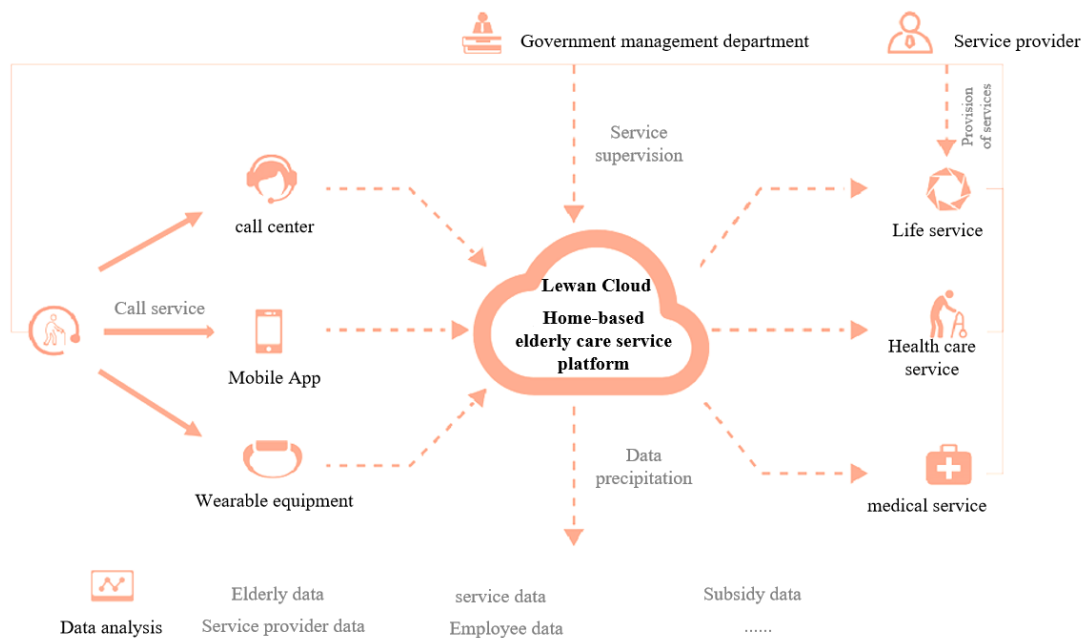 Government management department
Service provider
Provision
of services
Service
supervision
call center
Life service
Call service
Lewan Cloud
Home-based
elderly care service
platform
Mobile App
Health care
service
Data
precipitation
Wearable equipment
medical service
Data analysis
Elderly data
service data
Subsidy data
Service provider data
Employee data
......